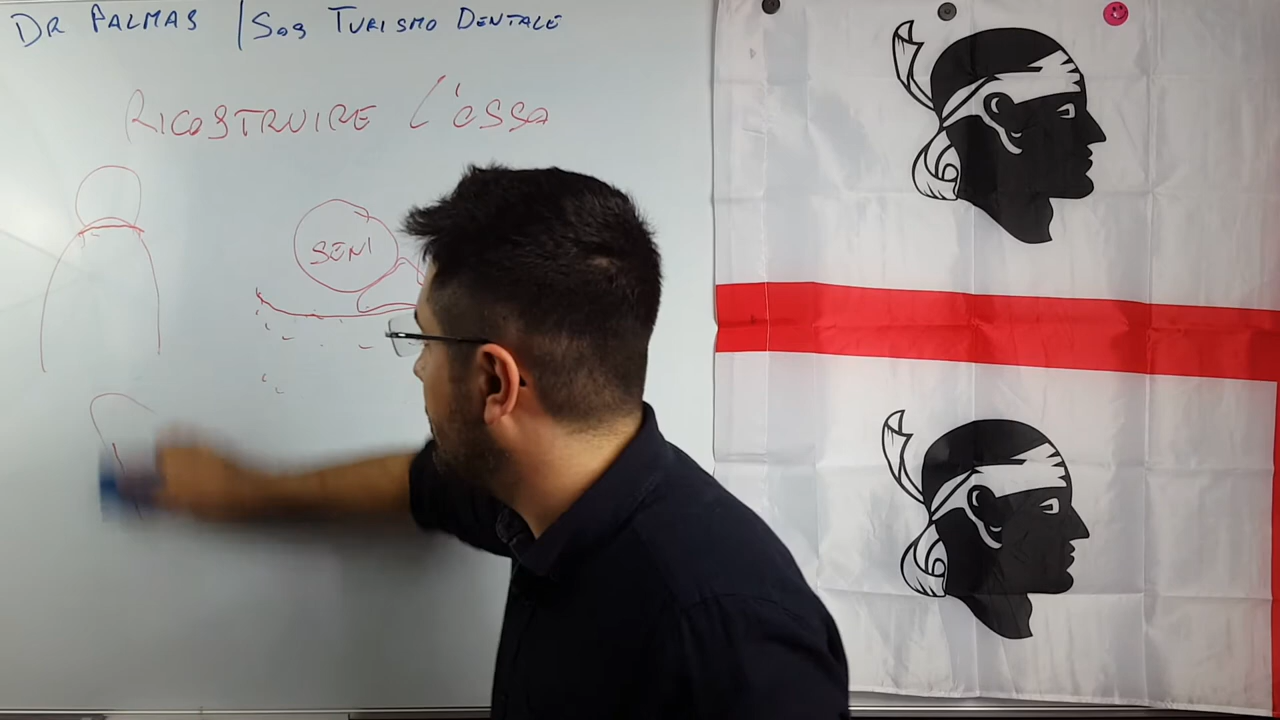 DR PALMAS | SOS TURISMO DENTALE
RICOSTRUIRE L'OSSO
SENI